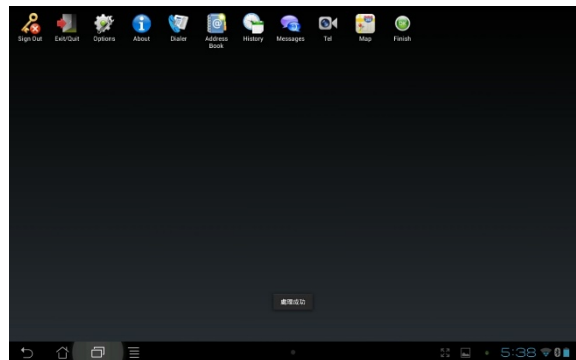 Sign Out
Exit/Quit
Options
About
Dialer
Address
Book
History
Messages
Tel
Map
Finish
處理成功
5:38